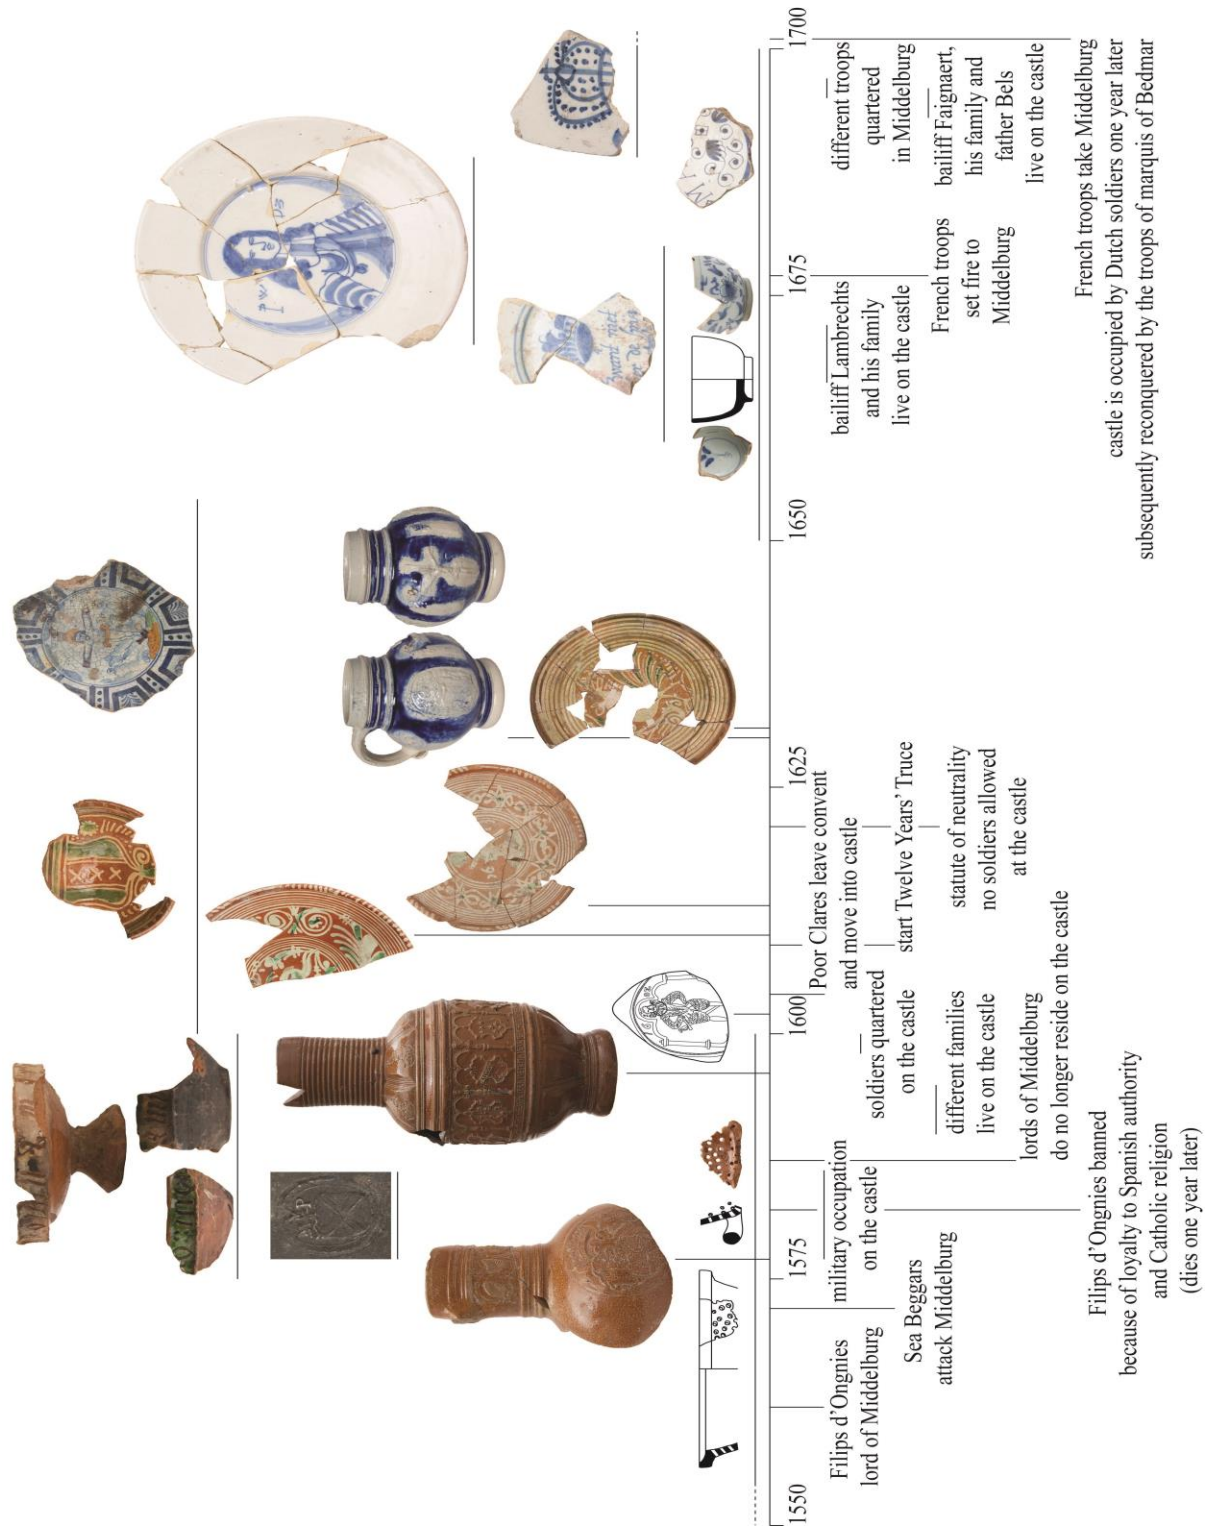 1550
1575
1600
1625
1650
1675
1700
Filips d’Ongnies
lord of Middelburg
Sea Beggars
attack Middelburg
military occupation
on the castle
Filips d’Ongnies banned
because of loyalty to Spanish authority
and Catholic religion
(dies one year later)
lords of Middelburg
do no longer reside on the castle
different families
live on the castle
soldiers quartered
on the castle
Poor Clares leave convent
and move into castle
start Twelve Years’ Truce
statute of neutrality
no soldiers allowed
at the castle
bailiff Lambrechts
and his family
live on the castle
French troops
set fire to
Middelburg
different troops
quartered
in Middelburg
bailiff Faignaert,
his family and
father Bels
live on the castle
French troops take Middelburg
castle is occupied by Dutch soldiers one year later
subsequently reconquered by the troops of marquis of Bedmar